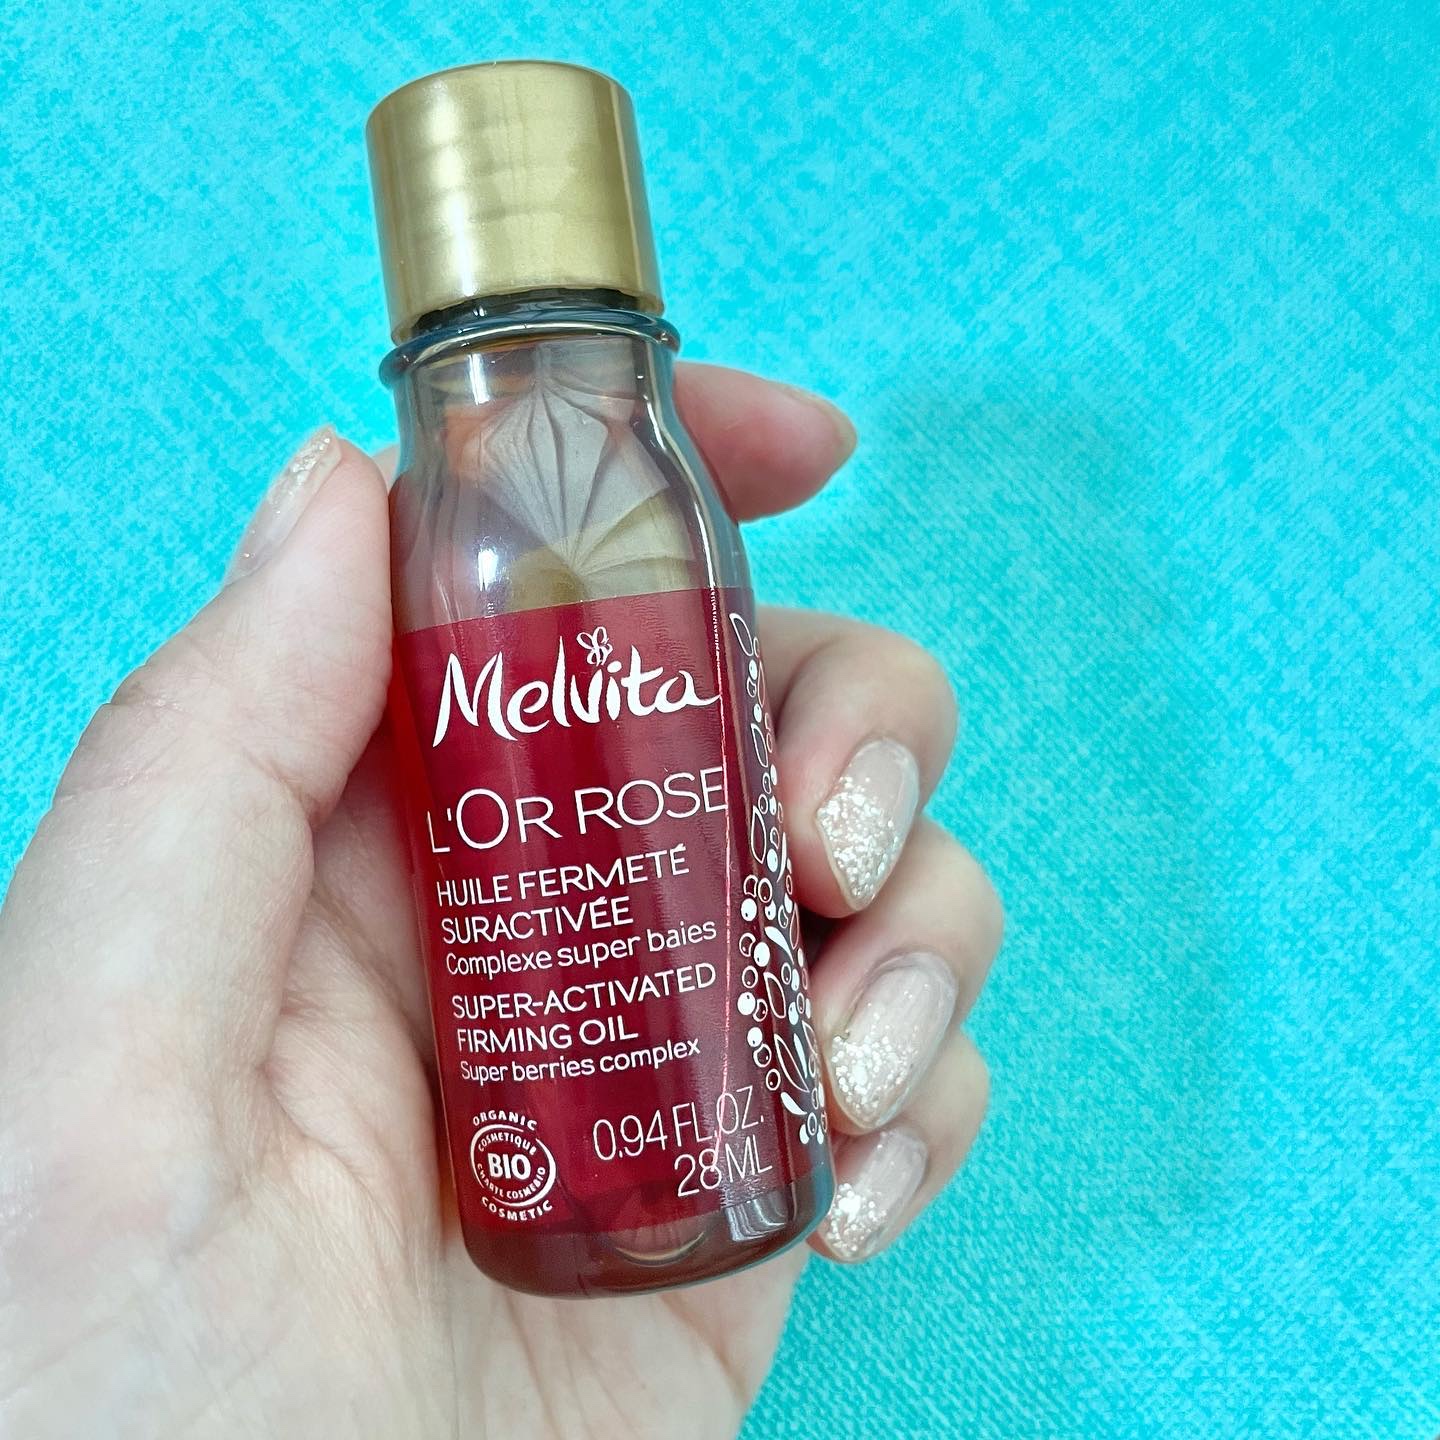 Melvita
L'OR ROSE
HUILE FERMETÉ
SURACTIVÉE
Complexe super baies
SUPER-ACTIVATED
FIRMING OIL
Super berries complex
0.94 FL.OZ.
28 ML
ORGANIC
COSMETIQUE
BIO
CHARTE COSMEBIO
COSMETIC